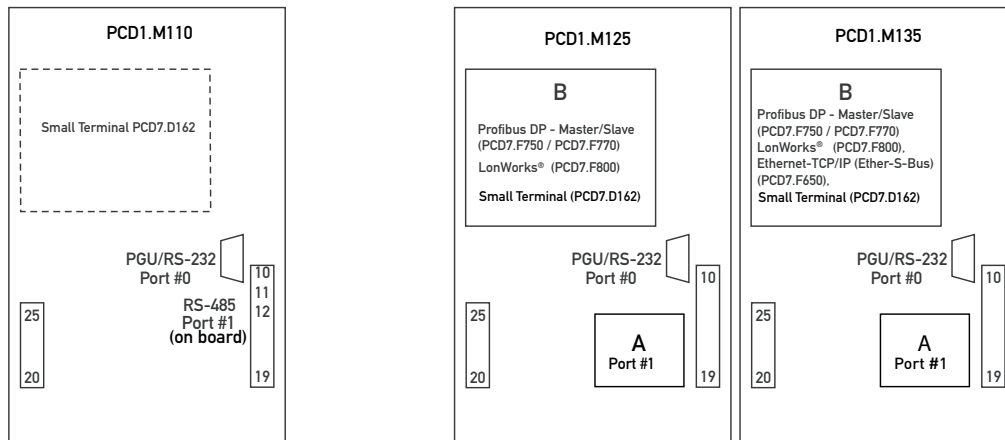 PCD1.M110
Small Terminal PCD7.D162
PGU/RS-232
Port #0
10
11
12
RS-485
Port #1
(on board)
25
20
19
PCD1.M125
B
Profibus DP - Master/Slave
(PCD7.F750 / PCD7.F770)
LonWorks® (PCD7.F800)
Small Terminal (PCD7.D162)
PGU/RS-232
Port #0
10
25
A
Port #1
20
19
PCD1.M135
B
Profibus DP - Master/Slave
(PCD7.F750 / PCD7.F770)
LonWorks® (PCD7.F800),
Ethernet-TCP/IP (Ether-S-Bus)
(PCD7.F650),
Small Terminal (PCD7.D162)
PGU/RS-232
Port #0
10
25
A
Port #1
20
19